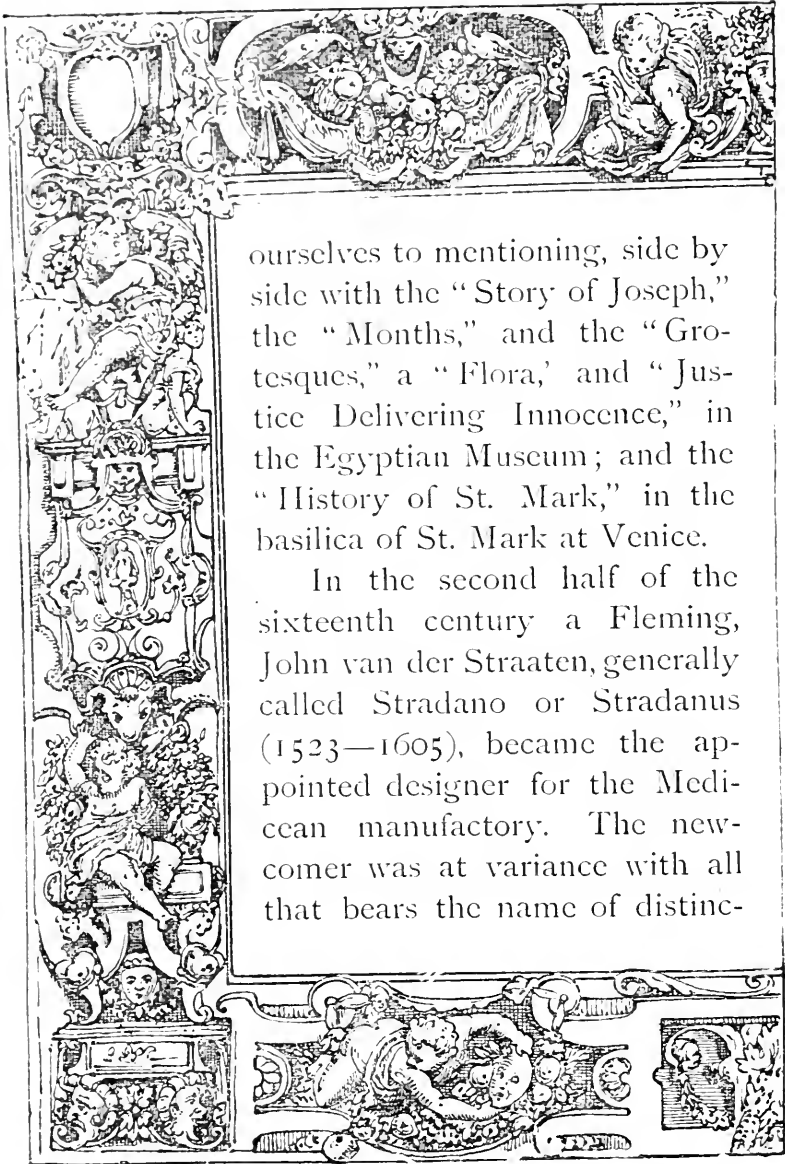 ourselves to mentioning, side by
side with the “ Story of Joseph,”
the “ Months,” and the “ Gro-
tesques,” a “ Flora,’ and “ Jus-
tice Delivering Innocence,” in
the Egyptian Museum ; and the
“ History of St. Mark,” in the
basilica of St. Mark at Venice.
In the second half of the
sixteenth century a Fleming,
John van der Straaten, generally
called Stradano or Stradanus
(1523—1605), became the ap-
pointed designer for the Medi-
cean manufactory. The new-
comer was at variance with all
that bears the name of distinc-